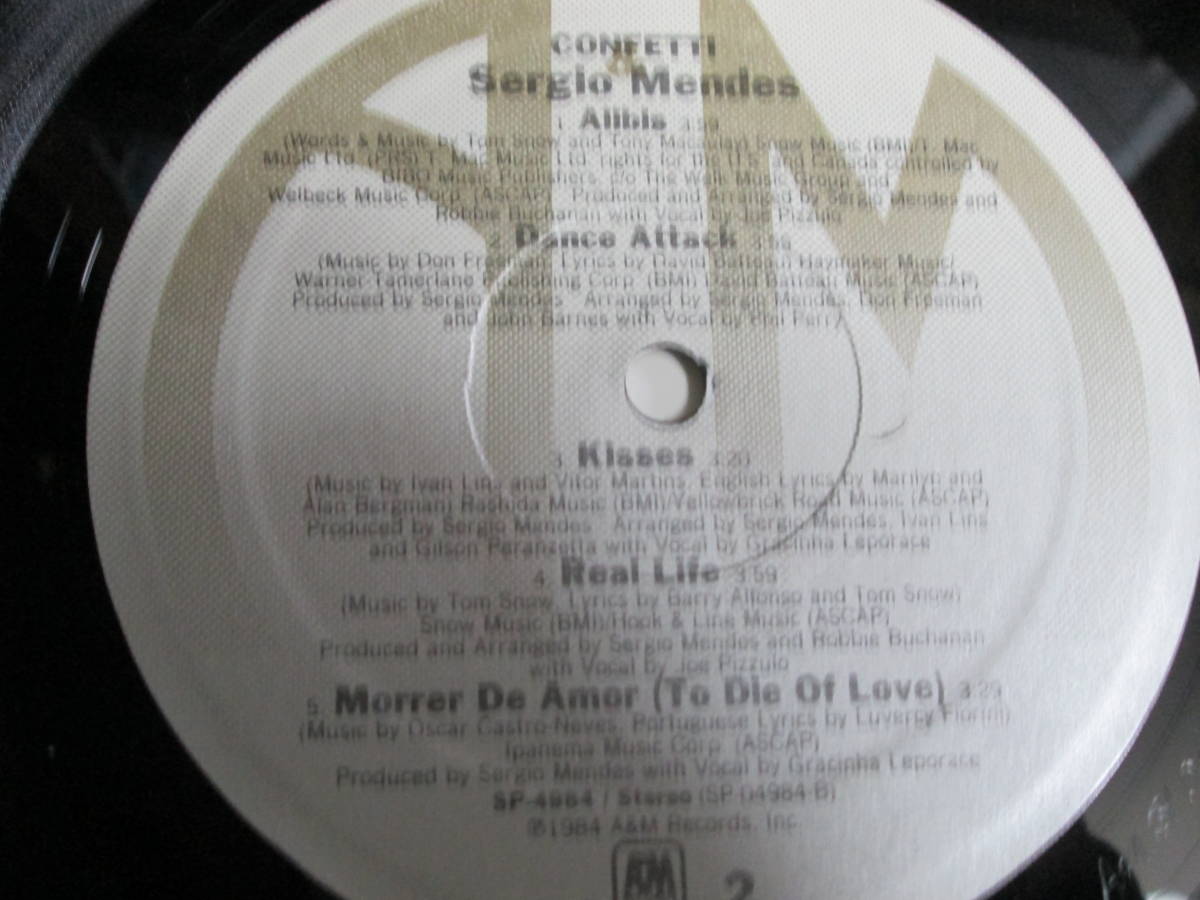 CONFETTI
Sergio Mendes
1. Alibis 3:59
(Words & Music by Tom Snow and Tony Macaulay) Snow Music (BMI)/T. Mac
Music Ltd. (PRS) T. Mac Music Ltd. rights for the U.S. and Canada controlled by
BIBO Music Publishers, c/o The Welk Music Group and
Welbeck Music Corp. (ASCAP) Produced and Arranged by Sergio Mendes and
Robbie Buchanan with Vocal by Joe Pizzulo
2. Dance Attack
(Music by Don Freeman, Lyrics by David Batteau) Haymaker Music/
Warner-Tamerlane Publishing Corp. (BMI) David Batteau Music (ASCAP)
Produced by Sergio Mendes Arranged by Sergio Mendes, Don Freeman
and John Barnes with Vocal by Phil Perry
3. Kisses 3:20
(Music by Ivan Lins and Vitor Martins, English Lyrics by Marilyn and
Alan Bergman) Rashida Music (BMI)/Yellowbrick Road Music (ASCAP)
Produced by Sergio Mendes Arranged by Sergio Mendes, Ivan Lins
and Gilson Peranzetta with Vocal by Gracinha Leporace
4. Real Life 3:59
(Music by Tom Snow, Lyrics by Barry Alfonso and Tom Snow)
Snow Music (BMI)/Hook & Line Music (ASCAP)
Produced and Arranged by Sergio Mendes and Robbie Buchanan
with Vocal by Joe Pizzulo
5. Morrer De Amor (To Die Of Love) 3:29
(Music by Oscar Castro-Neves, Portuguese Lyrics by Luvercy Fiorini)
Ipanema Music Corp. (ASCAP)
Produced by Sergio Mendes with Vocal by Gracinha Leporace
SP-4984 / Stereo (SP 04984-B)
℗1984 A&M Records, Inc.
A&M 2